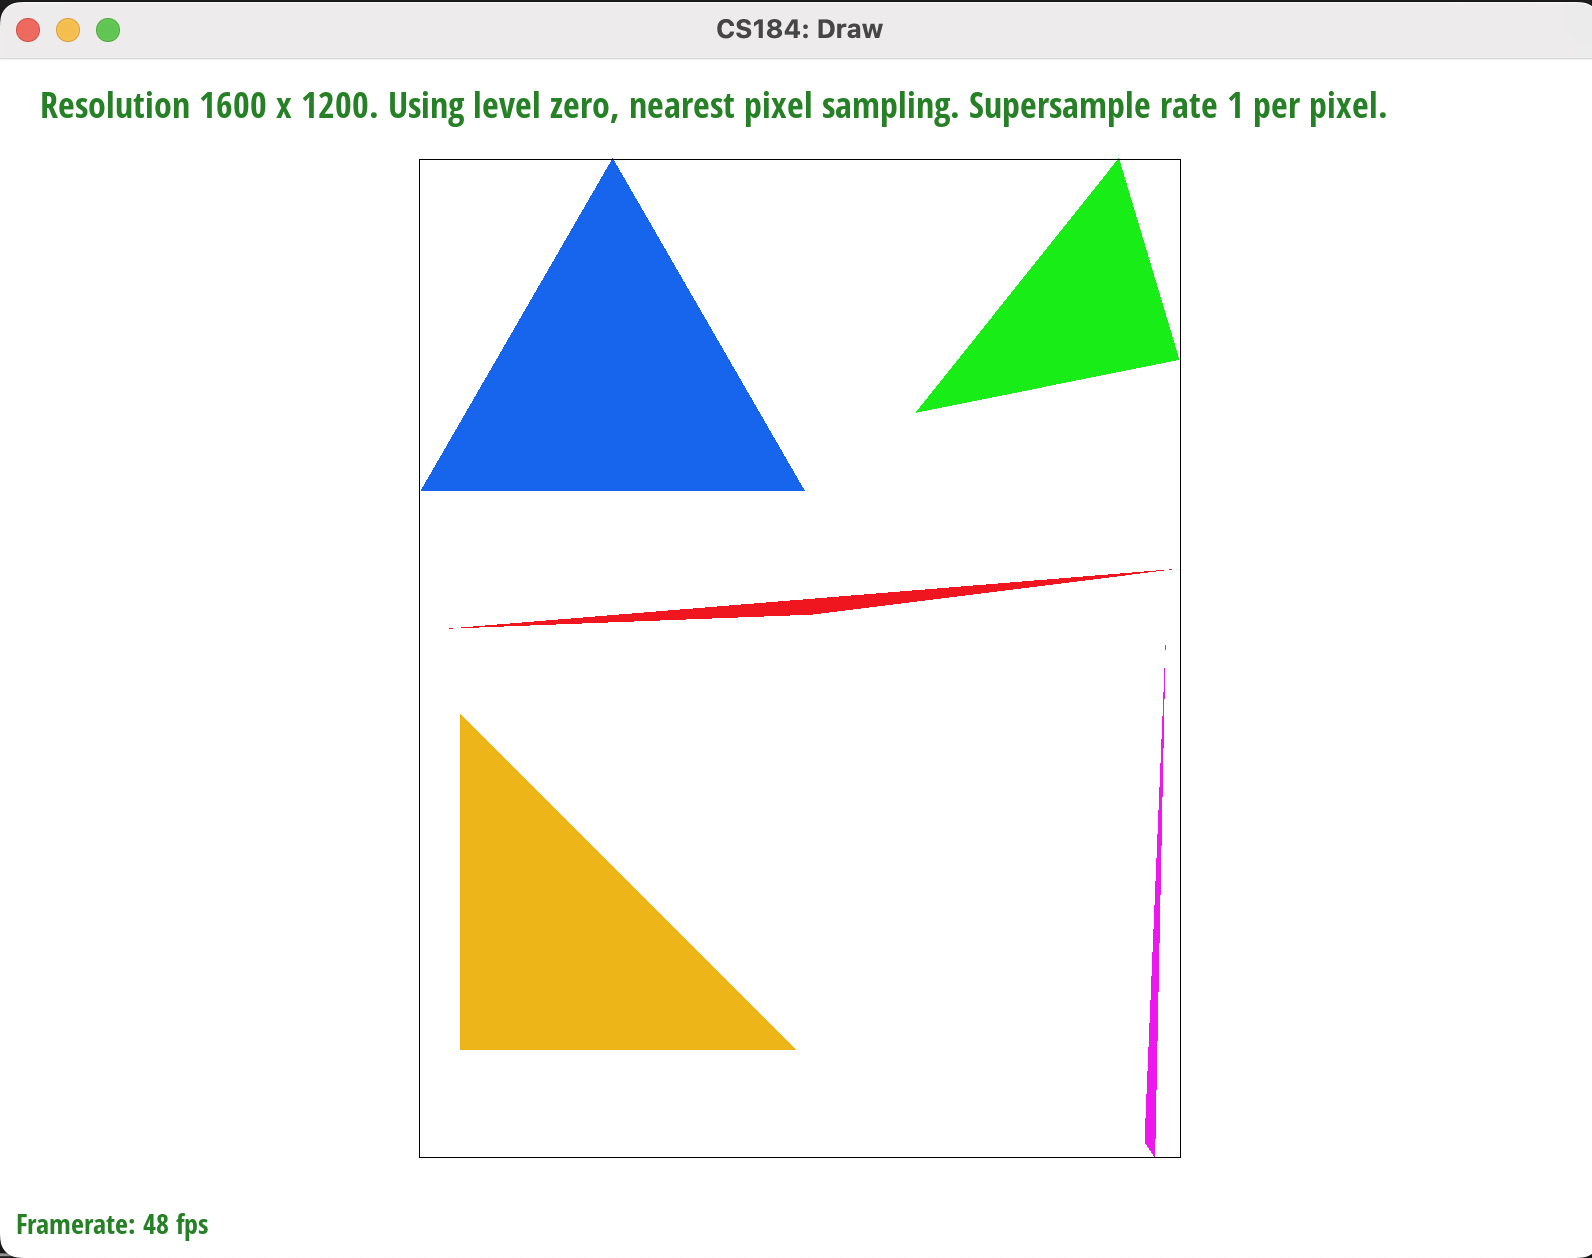 CS184: Draw
Resolution 1600 x 1200. Using level zero, nearest pixel sampling. Supersample rate 1 per pixel.
Framerate: 48 fps